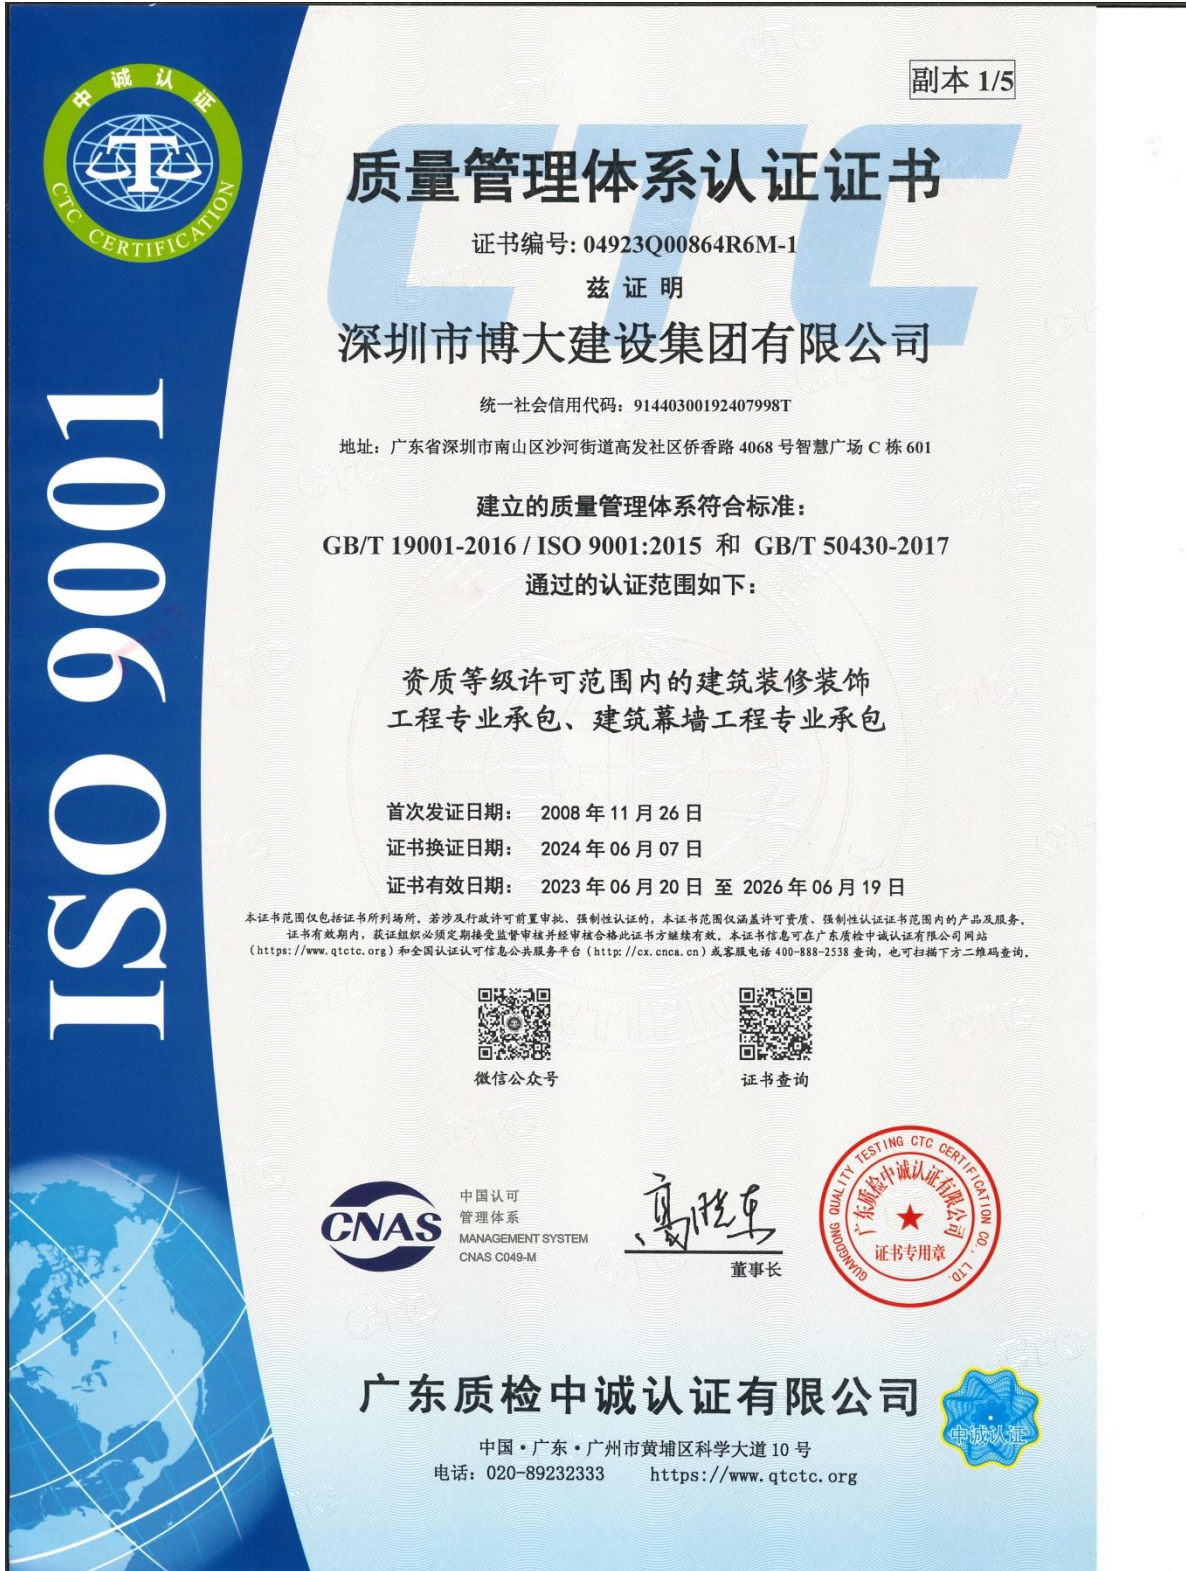 副本 1/5
中诚认证
CTC CERTIFICATION
CTC
质量管理体系认证证书
证书编号: 04923Q00864R6M-1
兹 证 明
深圳市博大建设集团有限公司
统一社会信用代码：91440300192407998T
地址：广东省深圳市南山区沙河街道高发社区侨香路 4068 号智慧广场 C 栋 601
建立的质量管理体系符合标准：
GB/T 19001-2016 / ISO 9001:2015 和 GB/T 50430-2017
通过的认证范围如下：
资质等级许可范围内的建筑装修装饰
工程专业承包、建筑幕墙工程专业承包
首次发证日期： 2008 年 11 月 26 日
证书换证日期： 2024 年 06 月 07 日
证书有效日期： 2023 年 06 月 20 日 至 2026 年 06 月 19 日
本证书范围仅包括证书所列场所。若涉及行政许可前置审批、强制性认证的，本证书范围仅涵盖许可资质、强制性认证证书范围内的产品及服务。
证书有效期内，获证组织必须定期接受监督审核并经审核合格此证书方继续有效。本证书信息可在广东质检中诚认证有限公司网站
（https://www.qtctc.org）和全国认证认可信息公共服务平台（http://cx.cnca.cn）或客服电话 400-888-2538 查询，也可扫描下方二维码查询。
微信公众号
证书查询
ISO 9001
CNAS
中国认可
管理体系
MANAGEMENT SYSTEM
CNAS C049-M
高晓东
董事长
GUANGDONG QUALITY TESTING CTC CERTIFICATION CO., LTD.
广东质检中诚认证有限公司
证书专用章
广东质检中诚认证有限公司
中诚认证
中国·广东·广州市黄埔区科学大道 10 号
电话：020-89232333 https://www.qtctc.org